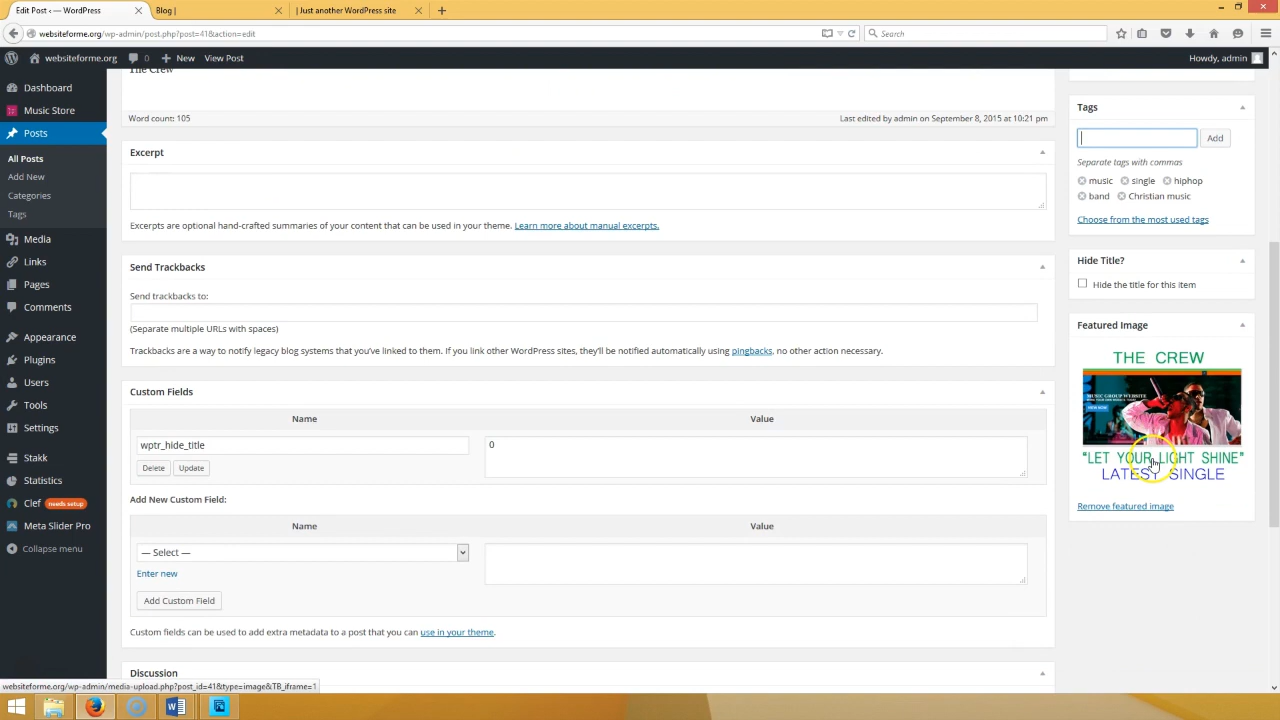 Edit Post ‹ — WordPress
Blog |
| Just another WordPress site
websiteforme.org/wp-admin/post.php?post=41&action=edit
Search
websiteforme.org
0
New
View Post
Howdy, admin
Dashboard
Music Store
Posts
All Posts
Add New
Categories
Tags
Media
Links
Pages
Comments
Appearance
Plugins
Users
Tools
Settings
Stakk
Statistics
Clef needs setup
Meta Slider Pro
Collapse menu
The Crew
Word count: 105
Last edited by admin on September 8, 2015 at 10:21 pm
Excerpt
Excerpts are optional hand-crafted summaries of your content that can be used in your theme. Learn more about manual excerpts.
Send Trackbacks
Send trackbacks to:
(Separate multiple URLs with spaces)
Trackbacks are a way to notify legacy blog systems that you've linked to them. If you link other WordPress sites, they'll be notified automatically using pingbacks, no other action necessary.
Custom Fields
Name
Value
wptr_hide_title
0
Delete
Update
Add New Custom Field:
Name
Value
— Select —
Enter new
Add Custom Field
Custom fields can be used to add extra metadata to a post that you can use in your theme.
Discussion
Tags
Add
Separate tags with commas
music single hiphop
band Christian music
Choose from the most used tags
Hide Title?
Hide the title for this item
Featured Image
THE CREW
MUSIC GROUP WEBSITE
"LET YOUR LIGHT SHINE"
LATEST SINGLE
Remove featured image
websiteforme.org/wp-admin/media-upload.php?post_id=41&type=image&TB_iframe=1